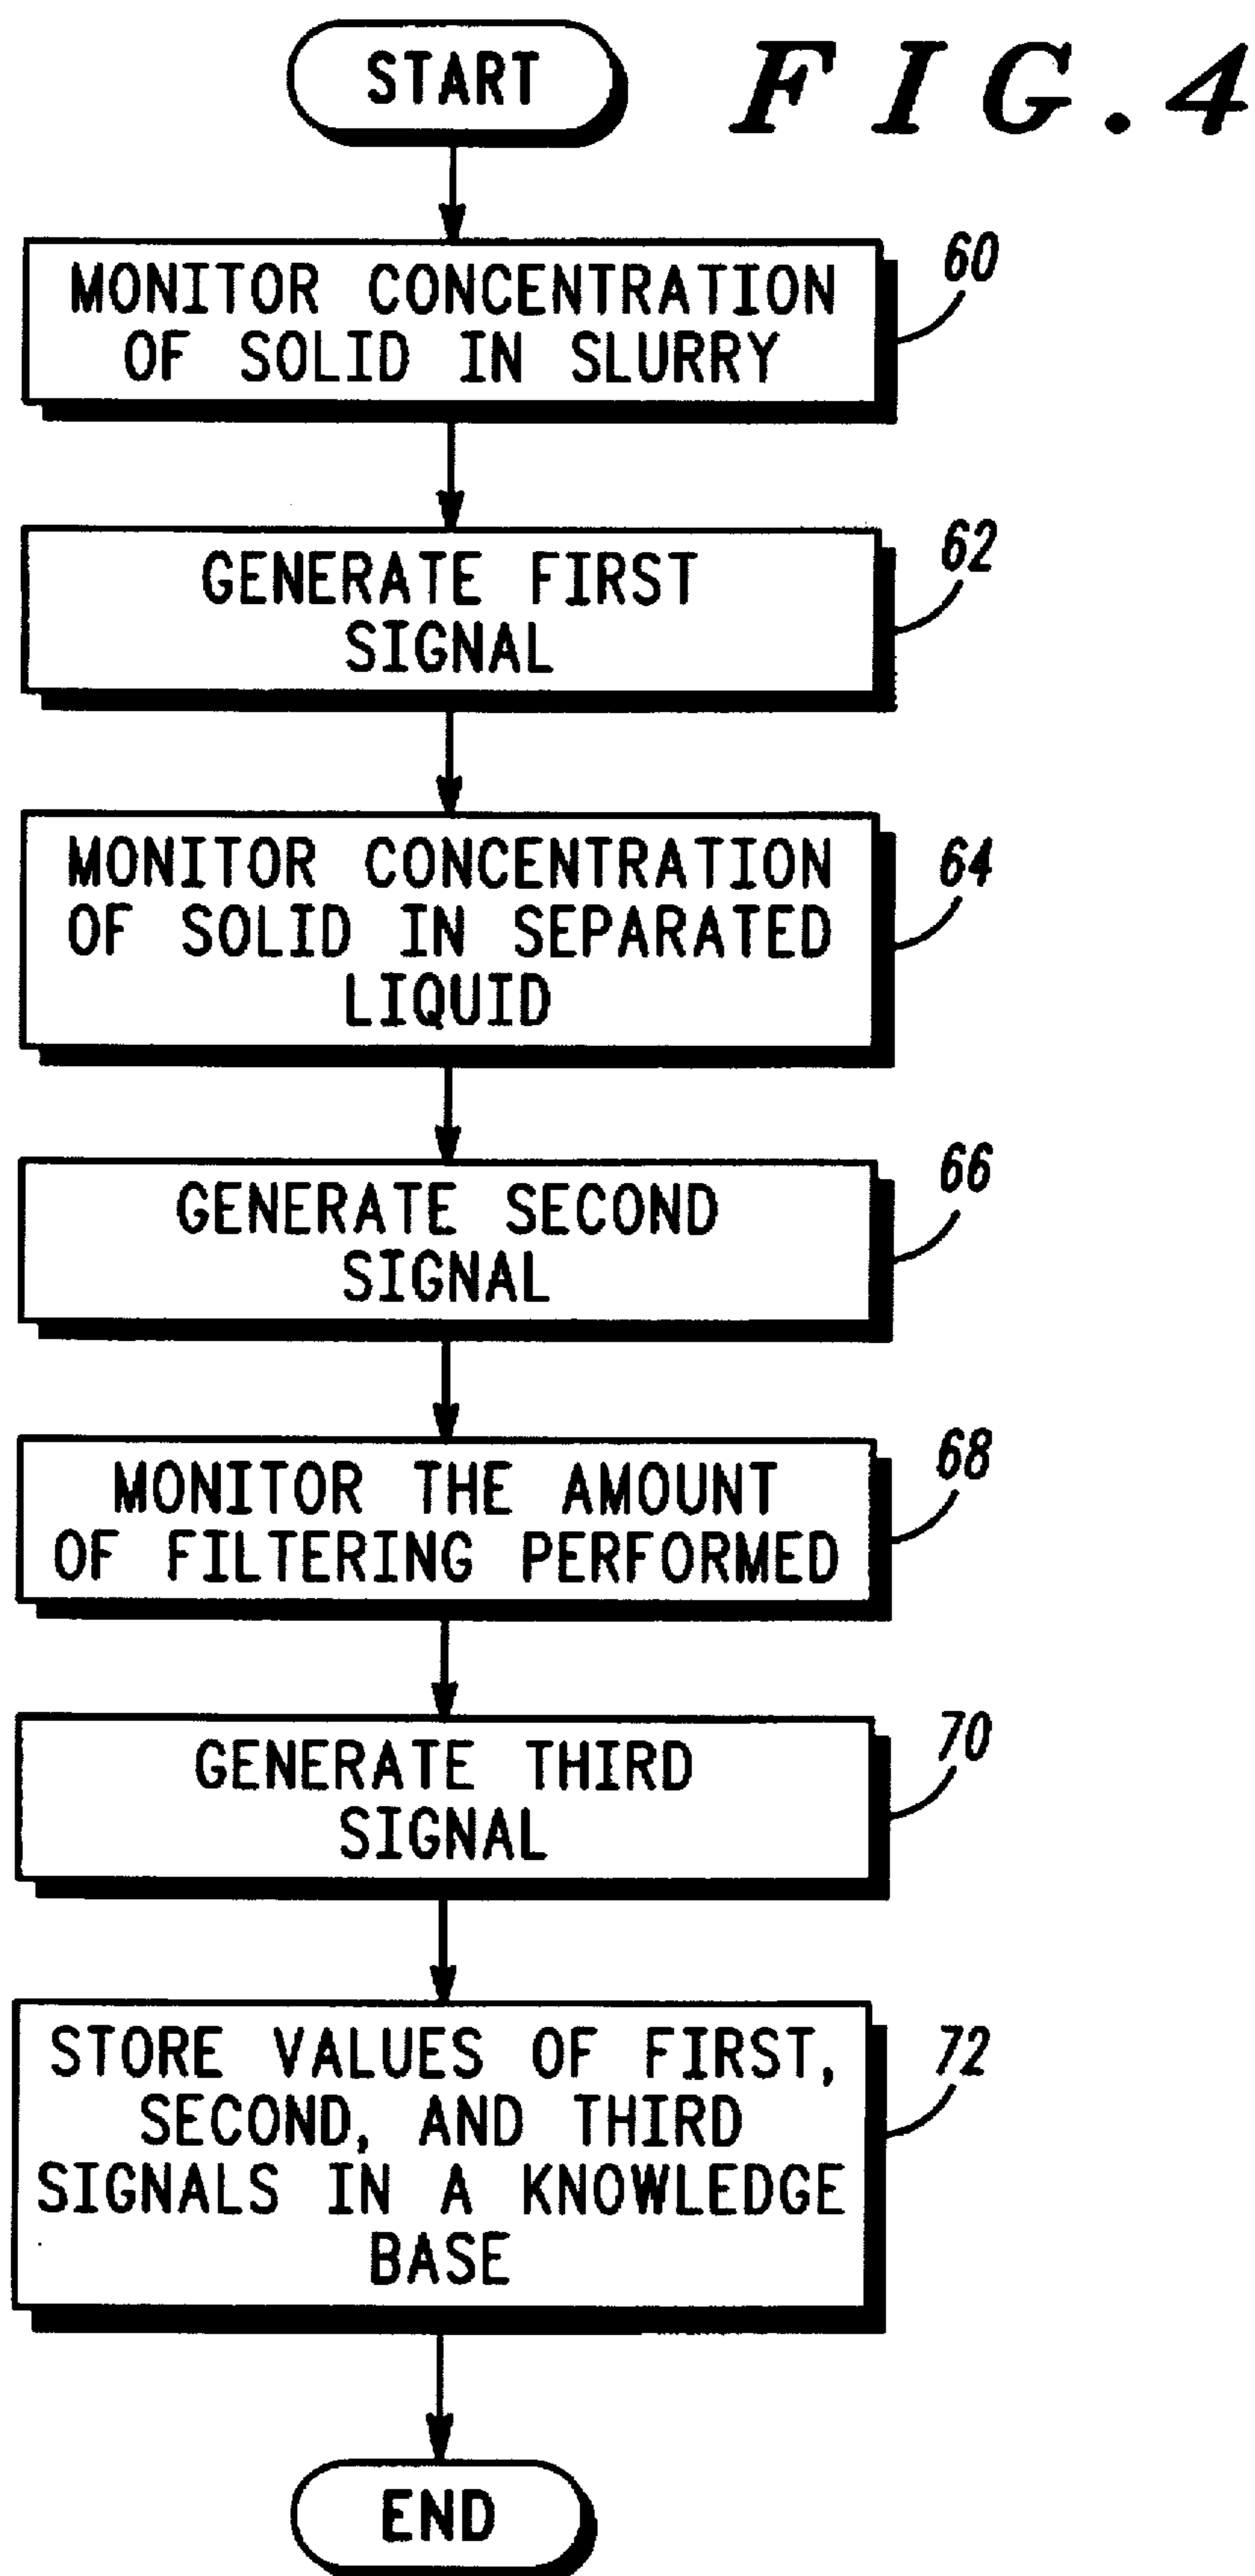 START
FIG.4
MONITOR CONCENTRATION
OF SOLID IN SLURRY
60
GENERATE FIRST
SIGNAL
62
MONITOR CONCENTRATION
OF SOLID IN SEPARATED
LIQUID
64
GENERATE SECOND
SIGNAL
66
MONITOR THE AMOUNT
OF FILTERING PERFORMED
68
GENERATE THIRD
SIGNAL
70
STORE VALUES OF FIRST,
SECOND, AND THIRD
SIGNALS IN A KNOWLEDGE
BASE
72
END